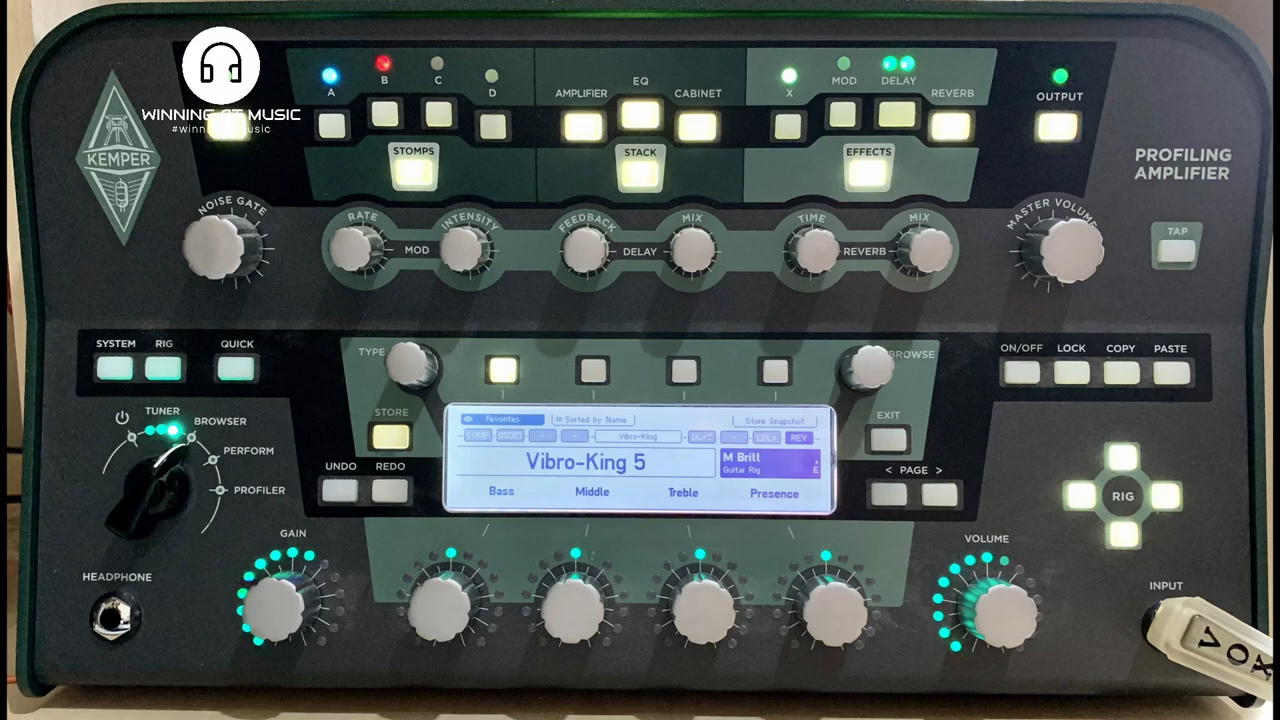 WINNING AT MUSIC
#winningatmusic
KEMPER
A
B
C
D
AMPLIFIER
EQ
CABINET
X
MOD
DELAY
REVERB
OUTPUT
STOMPS
STACK
EFFECTS
PROFILING
AMPLIFIER
NOISE GATE
RATE
INTENSITY
FEEDBACK
MIX
TIME
MIX
MASTER VOLUME
TAP
MOD
DELAY
REVERB
SYSTEM
RIG
QUICK
TYPE
BROWSE
ON/OFF
LOCK
COPY
PASTE
Favorites
Sorted by Name
Store Snapshot
COMP
BOOST
Vibro-King
REV
Vibro-King 5
M Britt
Guitar Rig
E
Bass
Middle
Treble
Presence
STORE
EXIT
UNDO
REDO
< PAGE >
TUNER
BROWSER
PERFORM
PROFILER
RIG
GAIN
VOLUME
HEADPHONE
INPUT
VOX